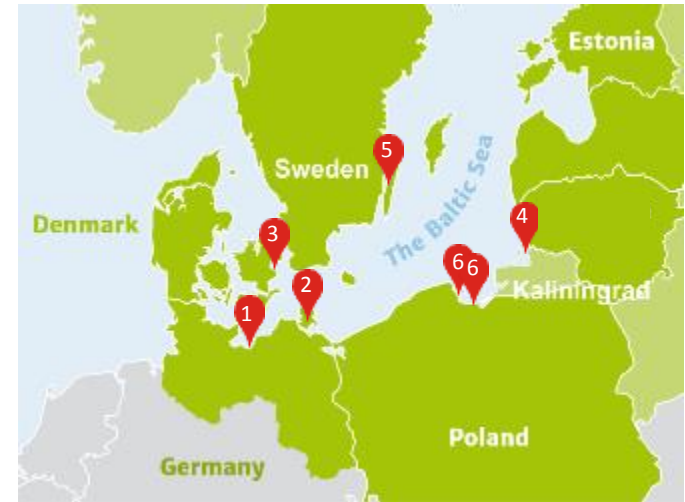 Estonia
5
Sweden
The Baltic Sea
Denmark
4
3
6
6
2
Kaliningrad
1
Poland
Germany